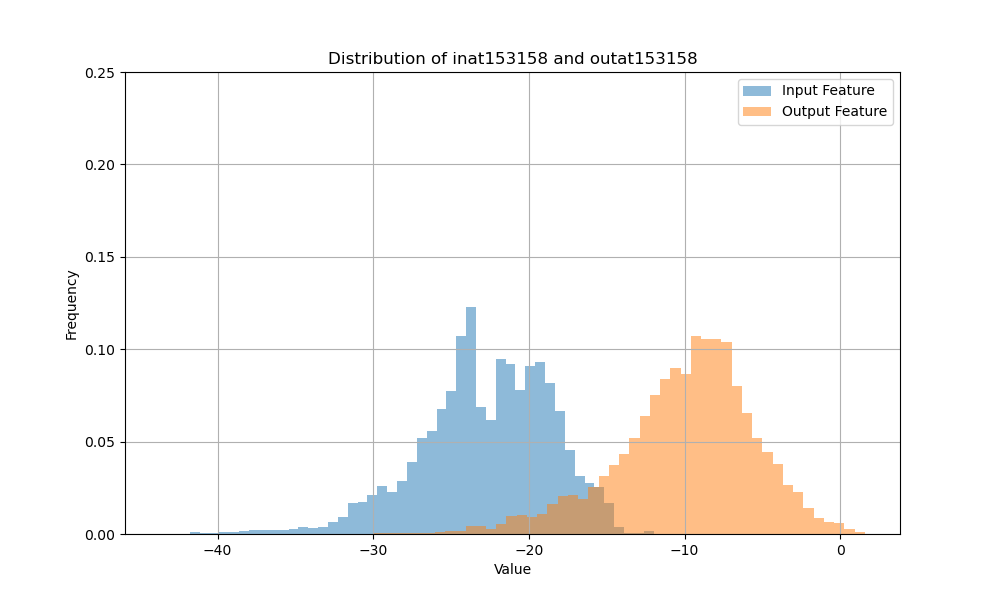 Distribution of inat153158 and outat153158
Input Feature
Output Feature
0.25
0.20
0.15
0.10
0.05
0.00
Frequency
−40
−30
−20
−10
0
Value